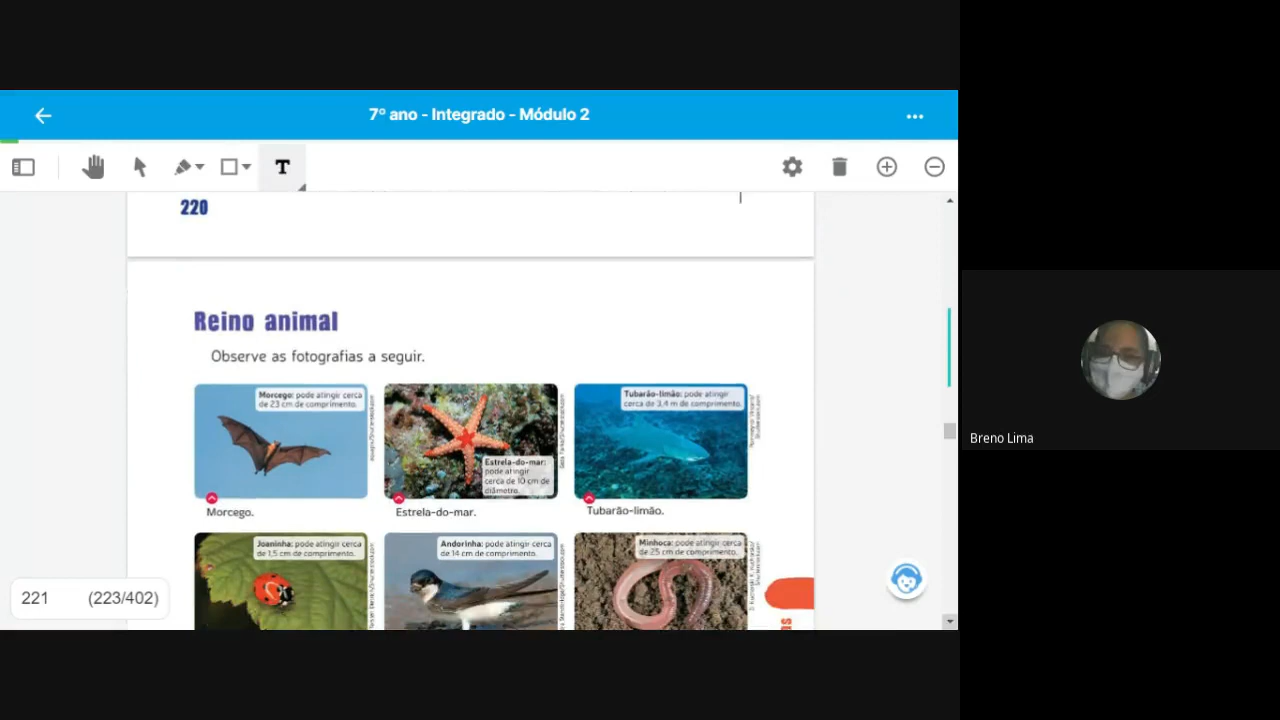 7º ano - Integrado - Módulo 2
T
220
Reino animal
Observe as fotografias a seguir.
Morcego: pode atingir cerca
de 23 cm de comprimento.
Estrela-do-mar:
pode atingir
cerca de 10 cm de
diâmetro.
Tubarão-limão: pode atingir
cerca de 3,4 m de comprimento.
Morcego.
Estrela-do-mar.
Tubarão-limão.
Joaninha: pode atingir cerca
de 1,5 cm de comprimento.
Andorinha: pode atingir cerca
de 14 cm de comprimento.
Minhoca: pode atingir cerca
de 25 cm de comprimento.
221 (223/402)
Breno Lima